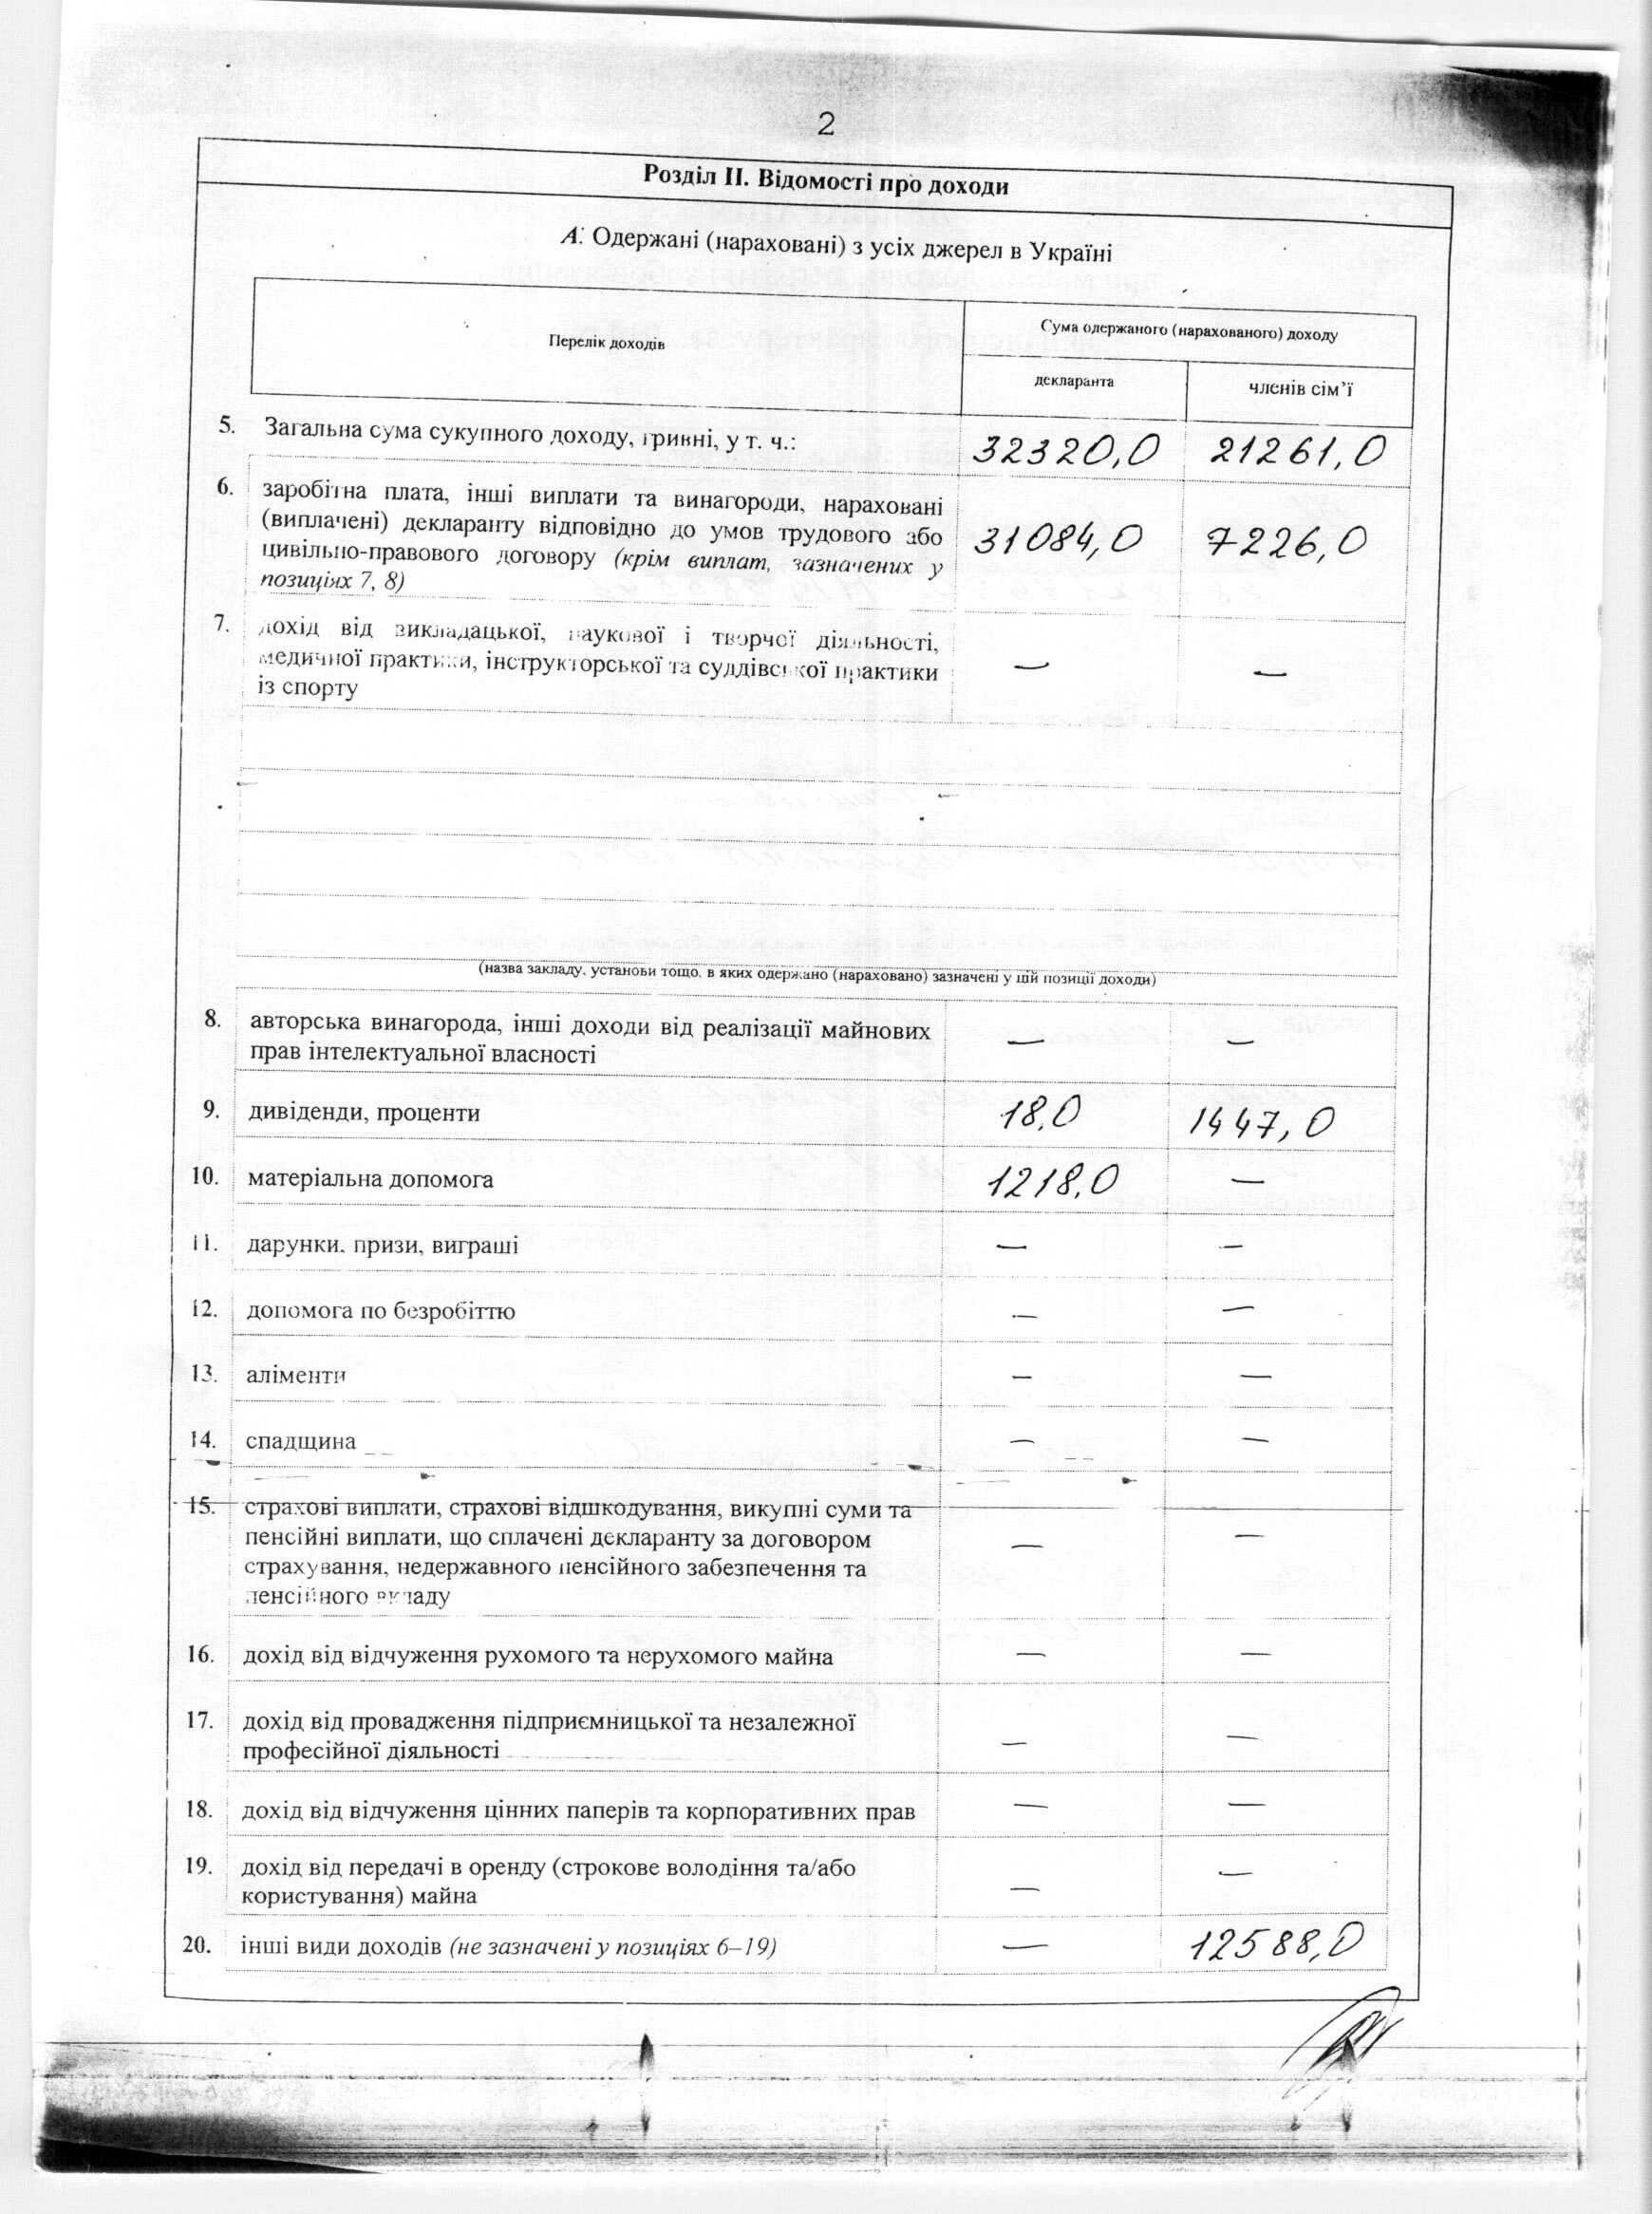 2
Розділ II. Відомості про доходи
А. Одержані (нараховані) з усіх джерел в Україні
Перелік доходів
Сума одержаного (нарахованого) доходу
декларанта
членів сім’ї
5. Загальна сума сукупного доходу, гривні, у т. ч.: 32320,0 21261,0
6. заробітна плата, інші виплати та винагороди, нараховані
(виплачені) декларанту відповідно до умов трудового або
цивільно-правового договору (крім виплат, зазначених у
позиціях 7, 8)
31084,0 7226,0
7. дохід від викладацької, наукової і творчої діяльності,
медичної практики, інструкторської та суддівської практики
із спорту
— —
(назва закладу, установи тощо, в яких одержано (нараховано) зазначені у цій позиції доходи)
8. авторська винагорода, інші доходи від реалізації майнових
прав інтелектуальної власності
— —
9. дивіденди, проценти 18,0 1447,0
10. матеріальна допомога 1218,0 —
11. дарунки, призи, виграші — —
12. допомога по безробіттю — —
13. аліменти — —
14. спадщина — —
15. страхові виплати, страхові відшкодування, викупні суми та
пенсійні виплати, що сплачені декларанту за договором
страхування, недержавного пенсійного забезпечення та
пенсійного вкладу
— —
16. дохід від відчуження рухомого та нерухомого майна — —
17. дохід від провадження підприємницької та незалежної
професійної діяльності
— —
18. дохід від відчуження цінних паперів та корпоративних прав — —
19. дохід від передачі в оренду (строкове володіння та/або
користування) майна
— —
20. інші види доходів (не зазначені у позиціях 6–19) — 12588,0